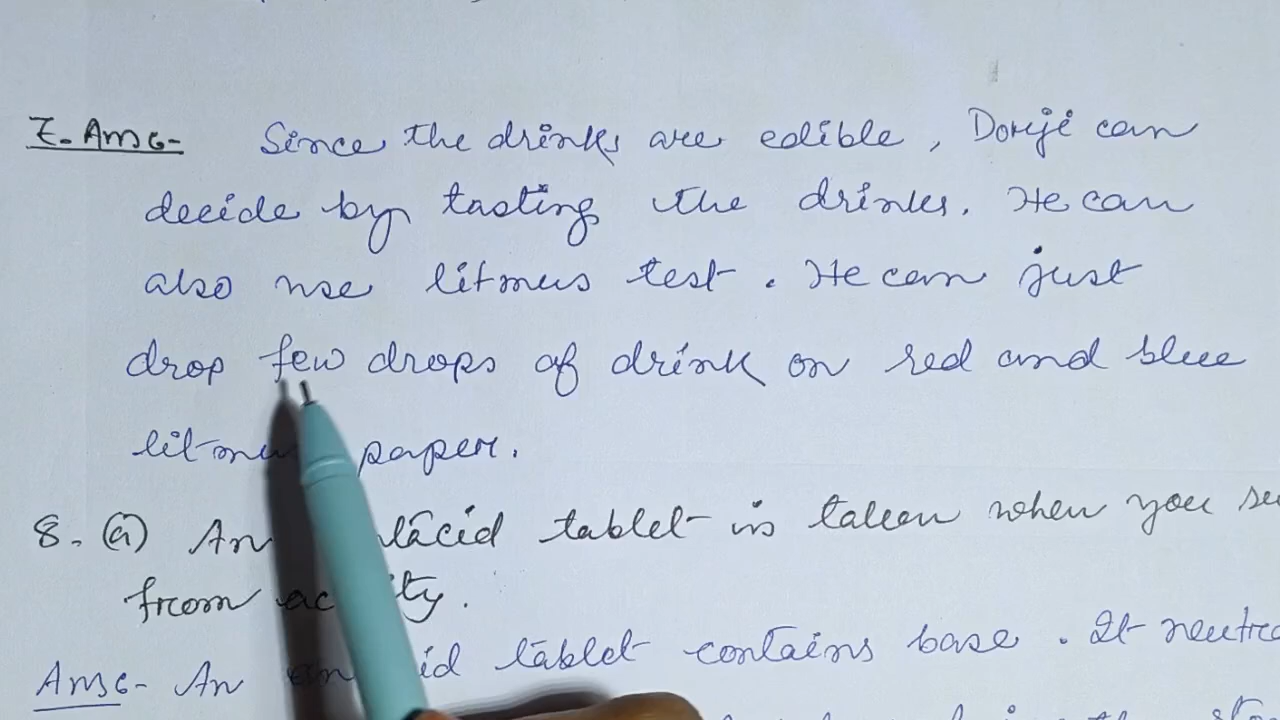 7. Ans:- Since the drinks are edible, Dorji can
decide by tasting the drinks. He can
also use litmus test. He can just
drop few drops of drink on red and blue
paper.
8. (a) An tablet is taken when you
from
Ans:- An tablet contains base. It